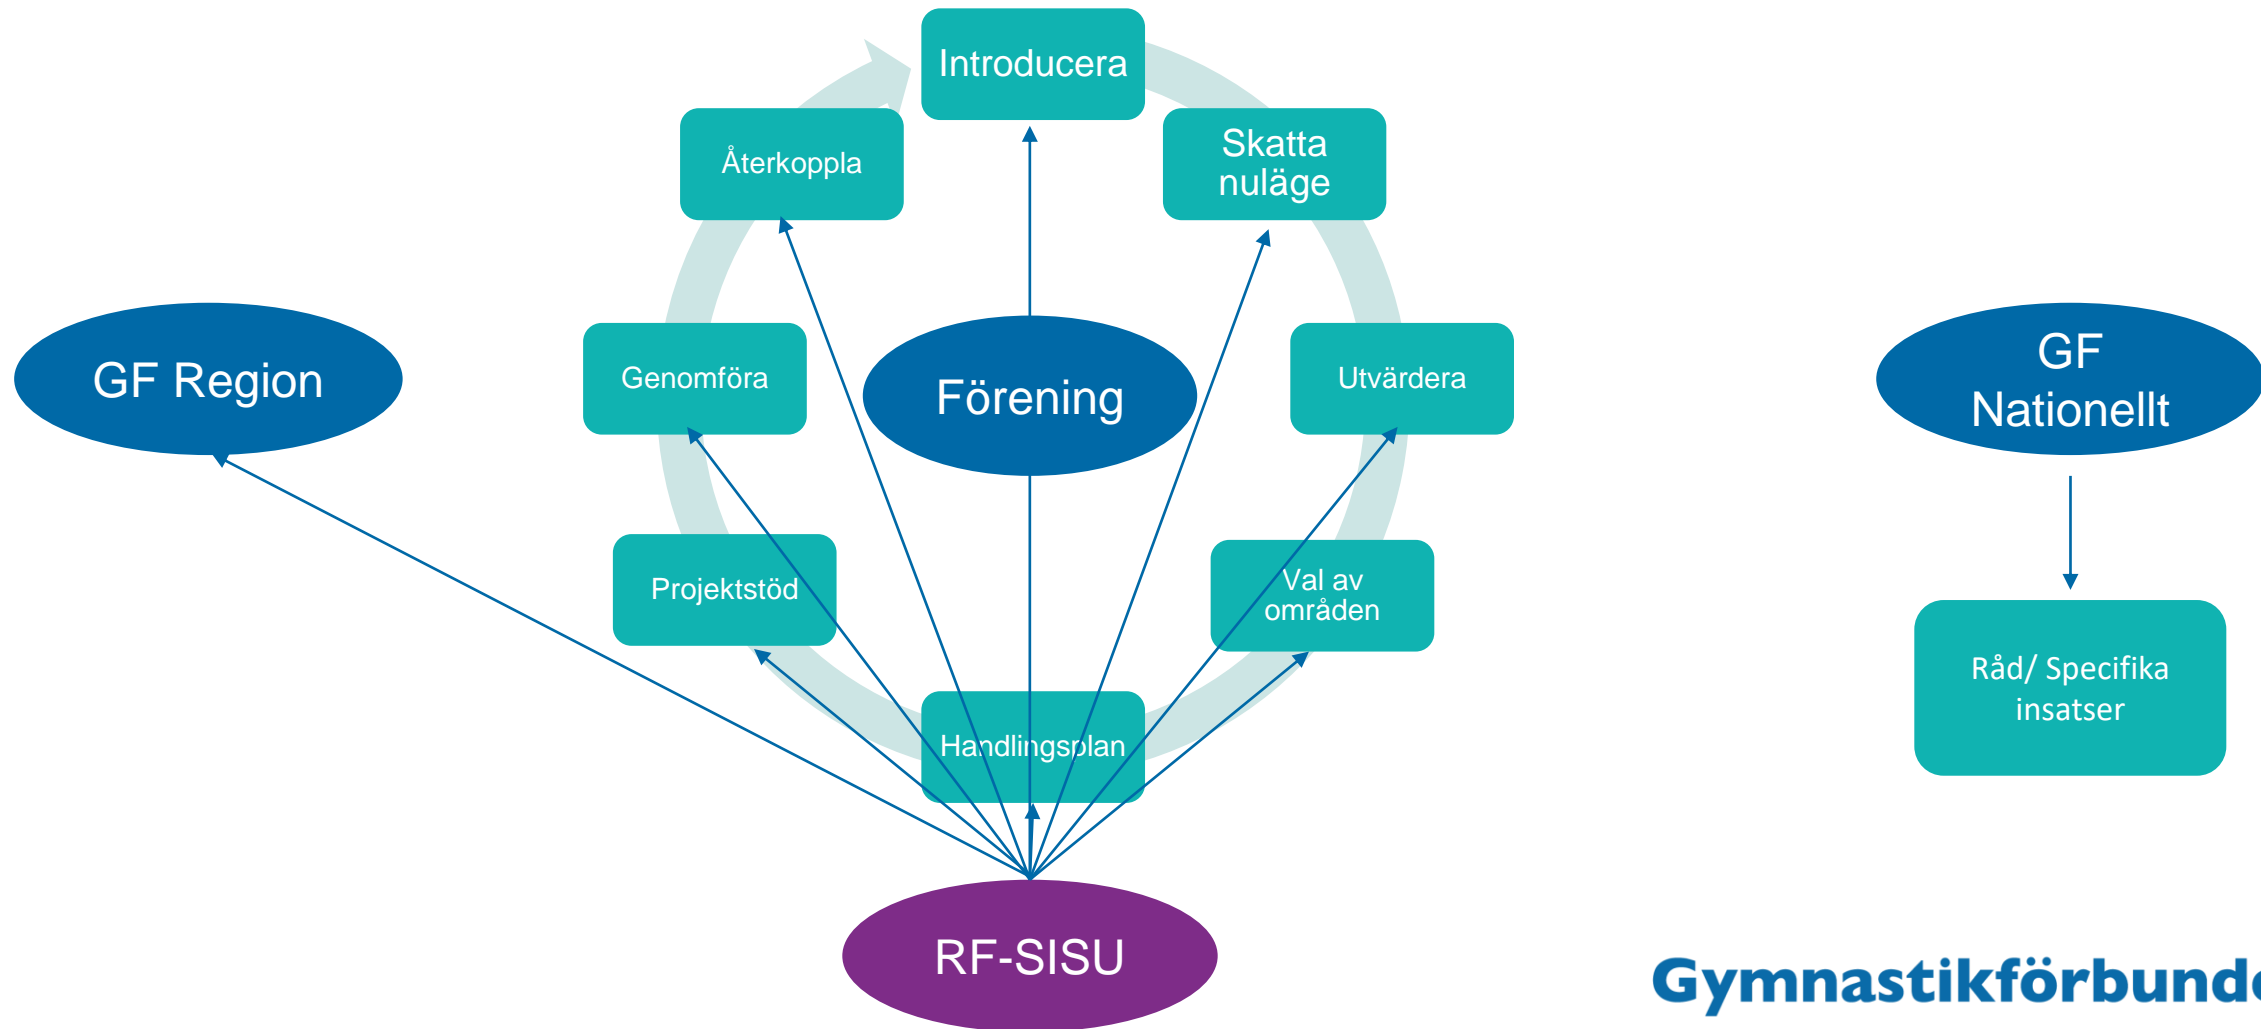 Introducera
Återkoppla
Skatta
nuläge
GF Region
Genomföra
Förening
Utvärdera
GF
Nationellt
Projektstöd
Val av
områden
Handlingsplan
Råd/ Specifika
insatser
RF-SISU
Gymnastikförbunde